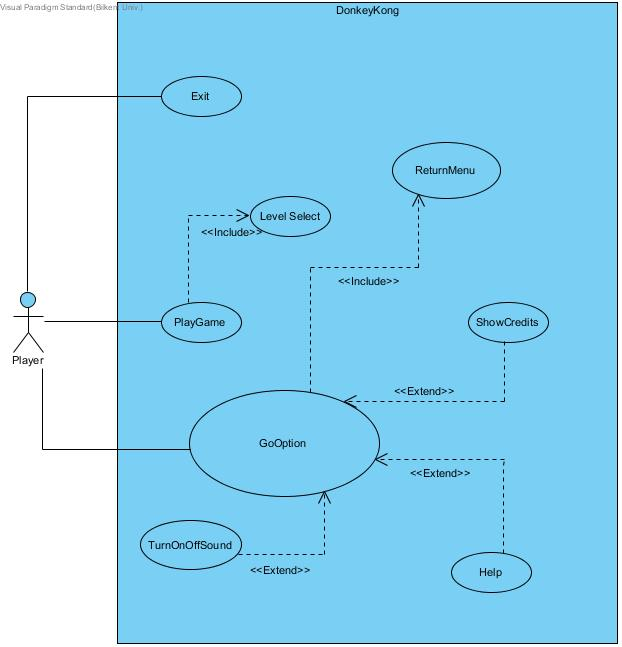 Visual Paradigm Standard(Bilkent Univ.)
DonkeyKong
Exit
ReturnMenu
Level Select
<<Include>>
<<Include>>
PlayGame
ShowCredits
Player
<<Extend>>
GoOption
<<Extend>>
TurnOnOffSound
<<Extend>>
Help